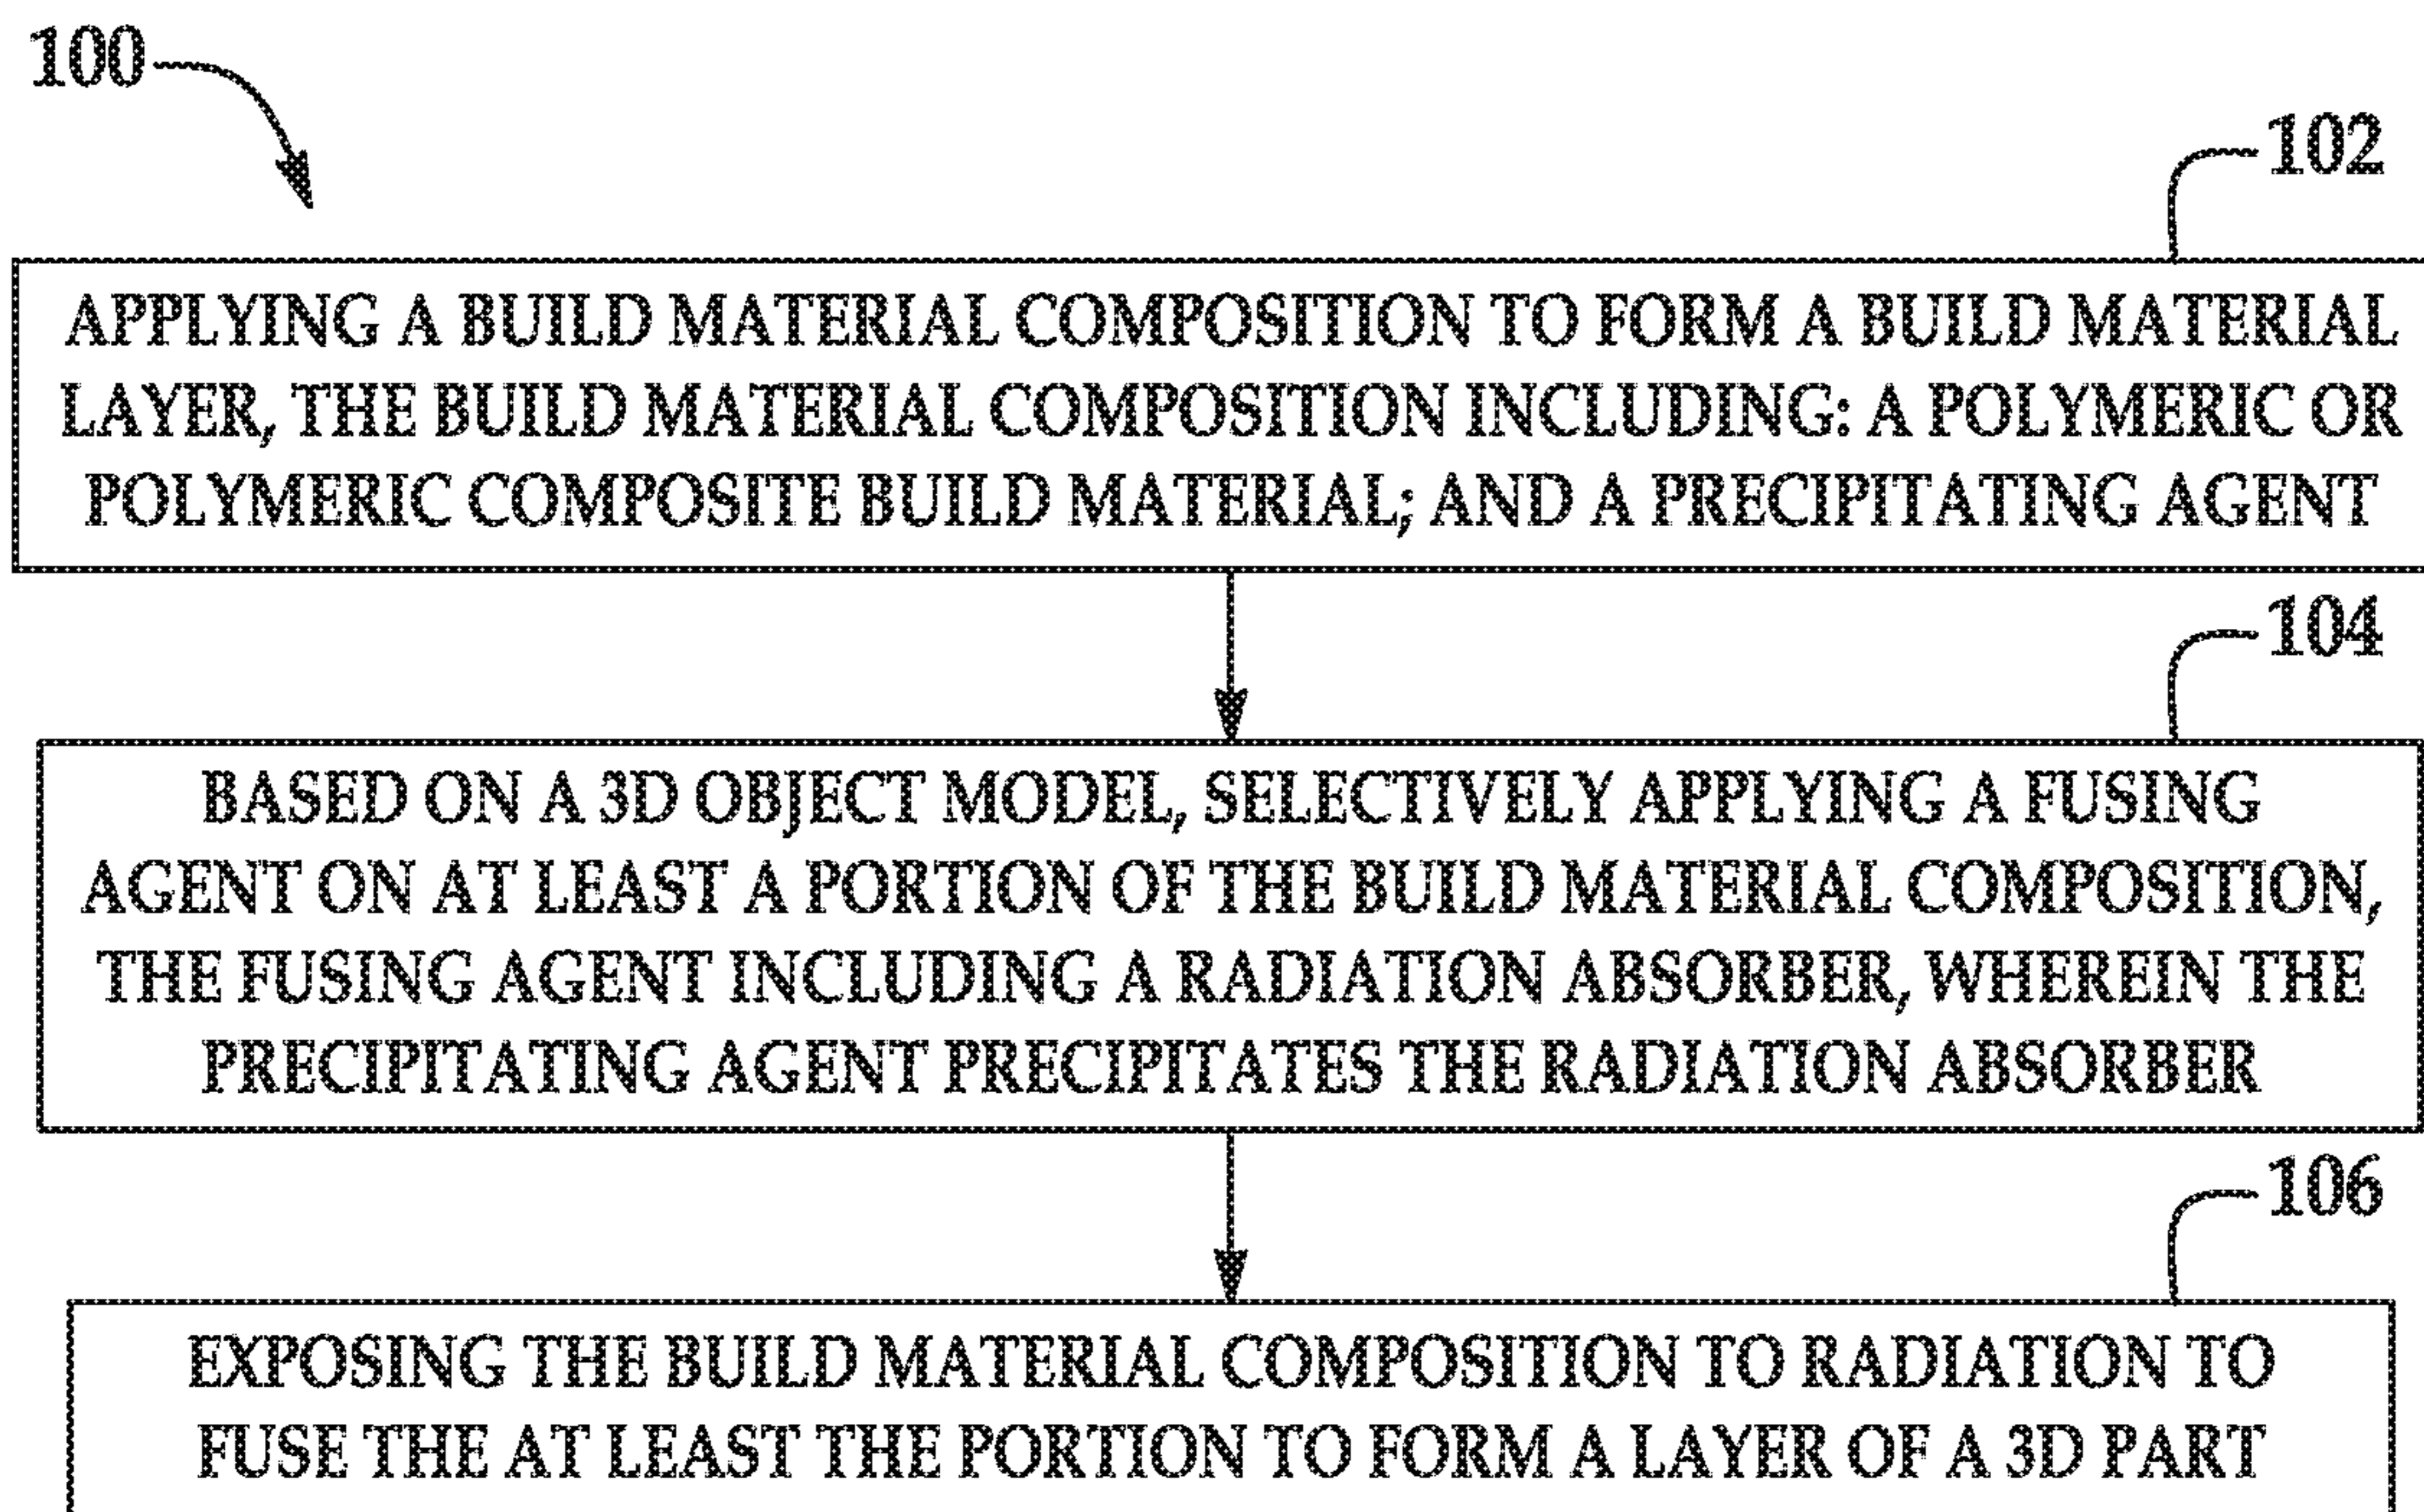 100
102
APPLYING A BUILD MATERIAL COMPOSITION TO FORM A BUILD MATERIAL
LAYER, THE BUILD MATERIAL COMPOSITION INCLUDING: A POLYMERIC OR
POLYMERIC COMPOSITE BUILD MATERIAL; AND A PRECIPITATING AGENT
104
BASED ON A 3D OBJECT MODEL, SELECTIVELY APPLYING A FUSING
AGENT ON AT LEAST A PORTION OF THE BUILD MATERIAL COMPOSITION,
THE FUSING AGENT INCLUDING A RADIATION ABSORBER, WHEREIN THE
PRECIPITATING AGENT PRECIPITATES THE RADIATION ABSORBER
106
EXPOSING THE BUILD MATERIAL COMPOSITION TO RADIATION TO
FUSE THE AT LEAST THE PORTION TO FORM A LAYER OF A 3D PART